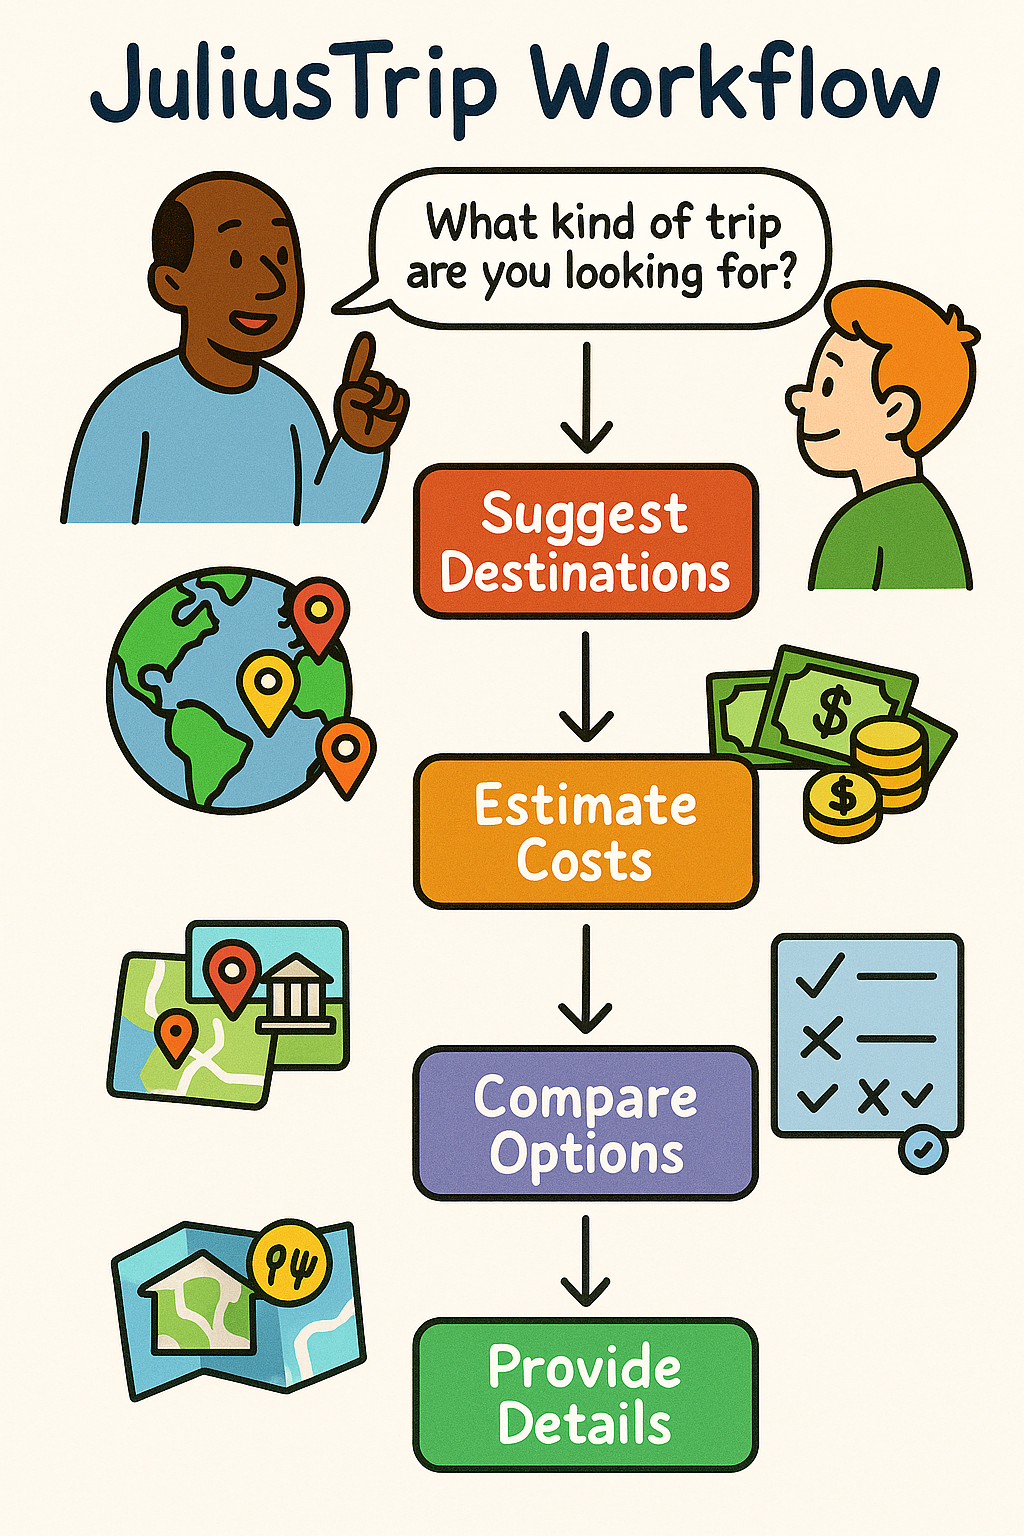 JuliusTrip Workflow
What kind of trip
are you looking for?
Suggest
Destinations
$
$
Estimate
Costs
Compare
Options
Provide
Details